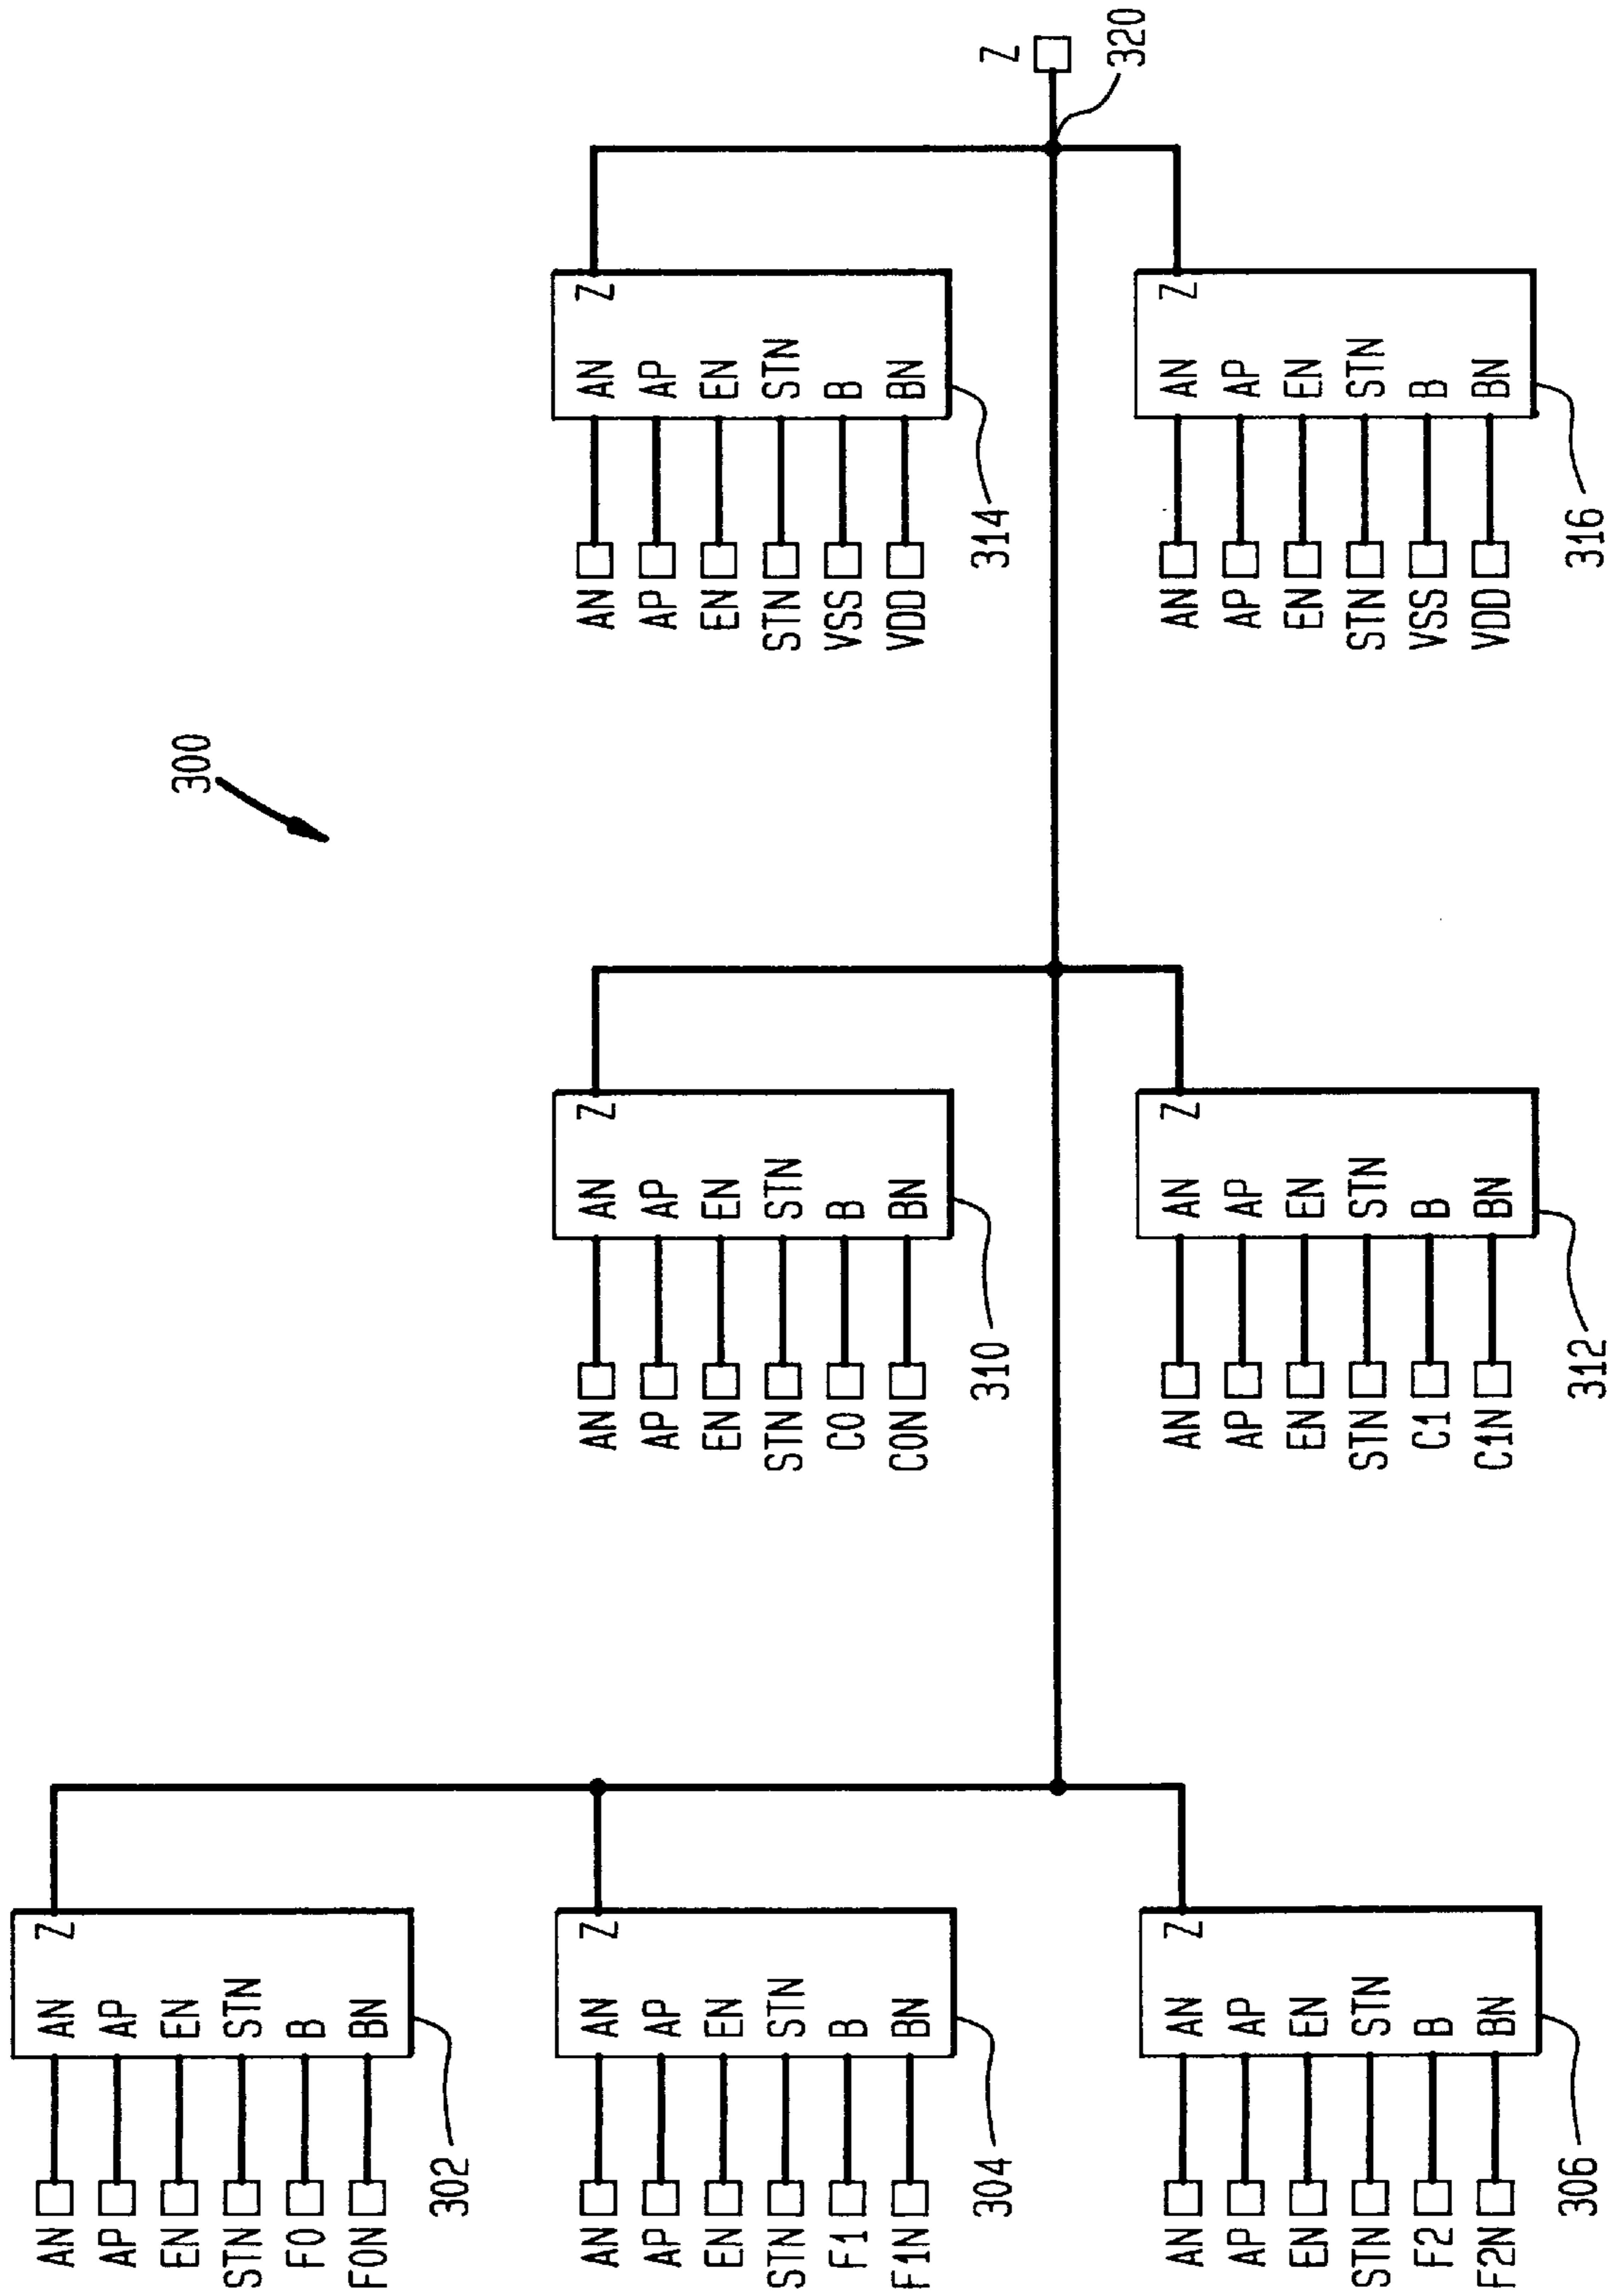 300
AN AN Z
AP AP
EN EN
STN STN
F0 B
F0N BN
302
AN AN Z
AP AP
EN EN
STN STN
F1 B
F1N BN
304
AN AN Z
AP AP
EN EN
STN STN
C0 B
C0N BN
310
AN AN Z
AP AP
EN EN
STN STN
VSS B
VDD BN
314
Z
320
AN AN Z
AP AP
EN EN
STN STN
F2 B
F2N BN
306
AN AN Z
AP AP
EN EN
STN STN
C1 B
C1N BN
312
AN AN Z
AP AP
EN EN
STN STN
VSS B
VDD BN
316